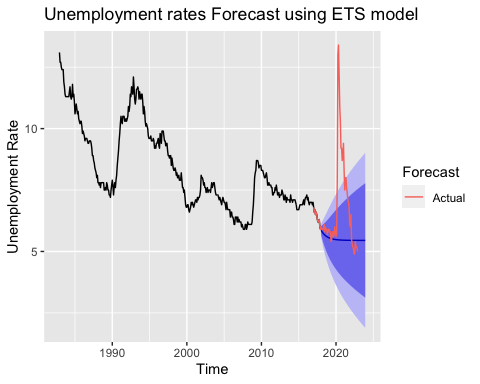 Unemployment rates Forecast using ETS model
Unemployment Rate
10
5
1990
2000
2010
2020
Time
Forecast
Actual